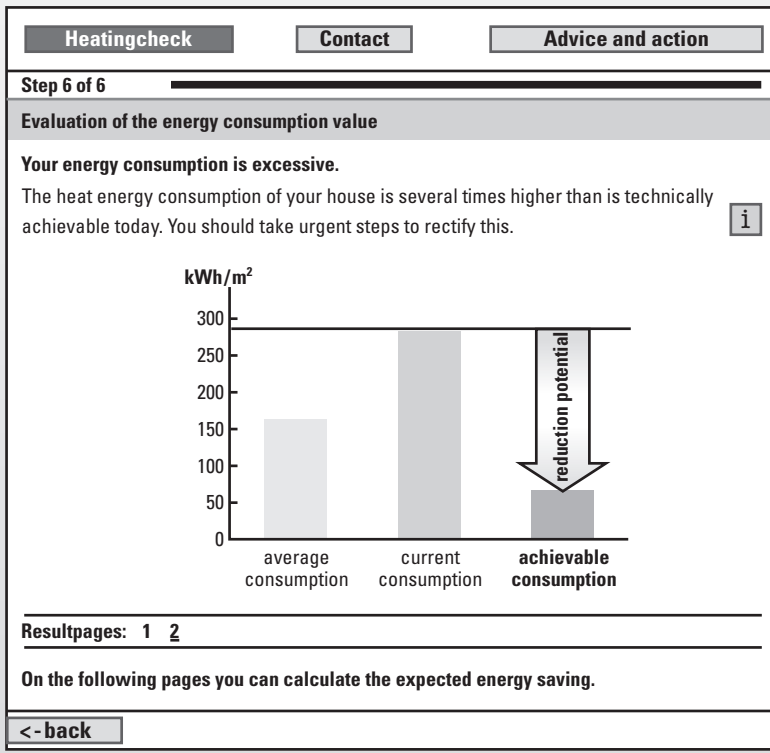 Heatingcheck
Contact
Advice and action
Step 6 of 6
Evaluation of the energy consumption value
Your energy consumption is excessive.
The heat energy consumption of your house is several times higher than is technically
achievable today. You should take urgent steps to rectify this.
i
kWh/m²
300
250
200
150
100
50
0
reduction potential
average
consumption
current
consumption
achievable
consumption
Resultpages: 1 2
On the following pages you can calculate the expected energy saving.
<-back